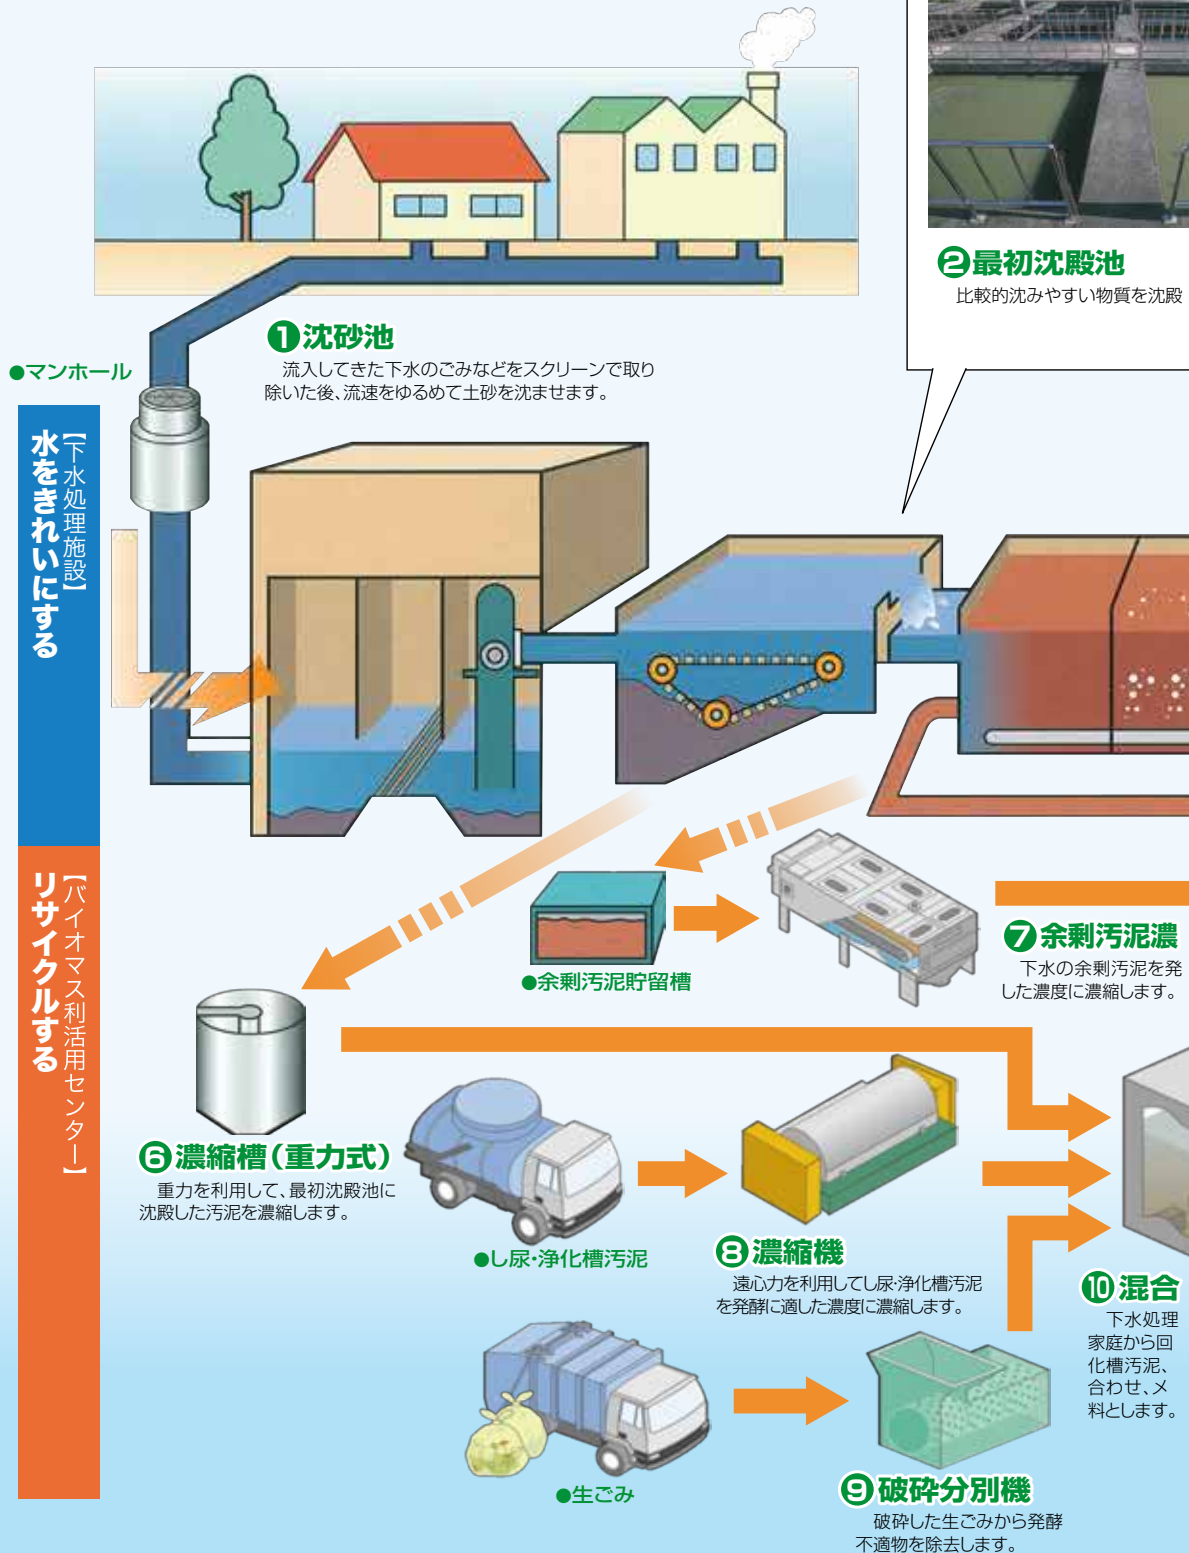 ❷最初沈殿池
比較的沈みやすい物質を沈殿
❶沈砂池
流入してきた下水のごみなどをスクリーンで取り
除いた後、流速をゆるめて土砂を沈ませます。
●マンホール
【下水処理施設】
水をきれいにする
【バイオマス利活用センター】
リサイクルする
●余剰汚泥貯留槽
❼余剰汚泥濃
下水の余剰汚泥を発
した濃度に濃縮します。
❻濃縮槽(重力式)
重力を利用して、最初沈殿池に
沈殿した汚泥を濃縮します。
●し尿・浄化槽汚泥
❽濃縮機
遠心力を利用してし尿・浄化槽汚泥
を発酵に適した濃度に濃縮します。
❿混合
下水処理
家庭から回
化槽汚泥、
合わせ、メ
料とします。
●生ごみ
❾破砕分別機
破砕した生ごみから発酵
不適物を除去します。